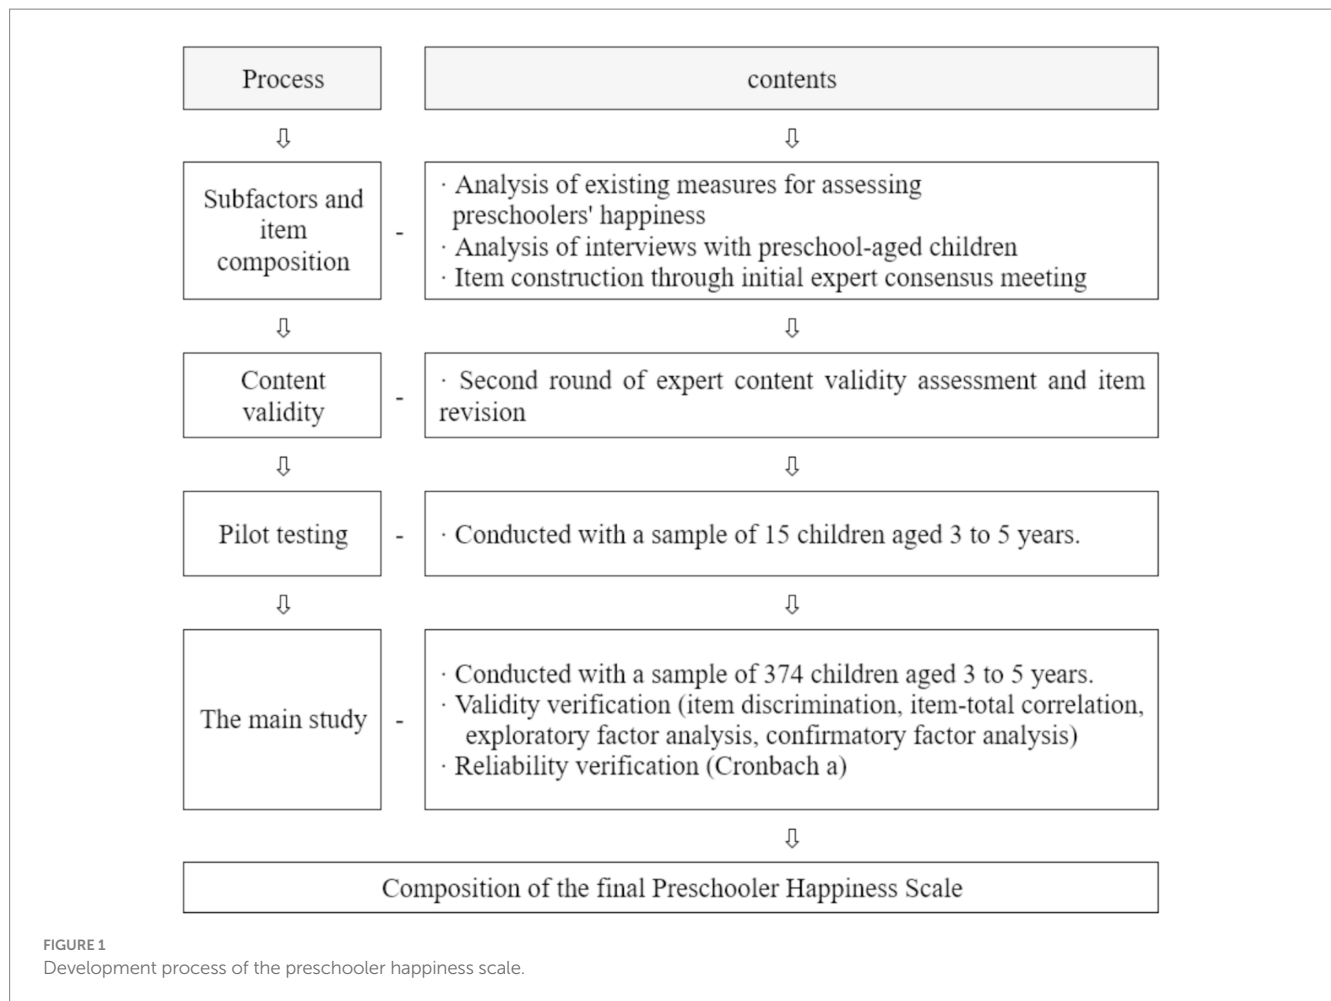 Process
contents
⇩
⇩
Subfactors and
item
composition
-
· Analysis of existing measures for assessing
preschoolers' happiness
· Analysis of interviews with preschool-aged children
· Item construction through initial expert consensus meeting
⇩
⇩
Content
validity
-
· Second round of expert content validity assessment and item
revision
⇩
⇩
Pilot testing
-
· Conducted with a sample of 15 children aged 3 to 5 years.
⇩
⇩
The main study
-
· Conducted with a sample of 374 children aged 3 to 5 years.
· Validity verification (item discrimination, item-total correlation,
exploratory factor analysis, confirmatory factor analysis)
· Reliability verification (Cronbach a)
⇩
Composition of the final Preschooler Happiness Scale
FIGURE 1
Development process of the preschooler happiness scale.